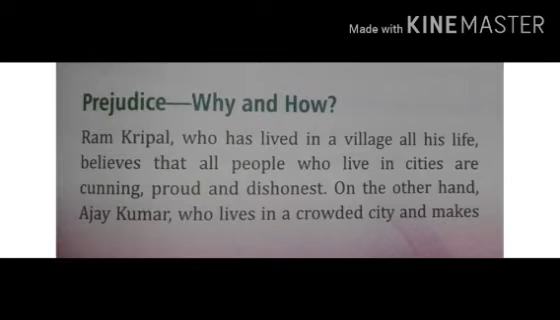 Made with KINEMASTER
Prejudice—Why and How?
Ram Kripal, who has lived in a village all his life,
believes that all people who live in cities are
cunning, proud and dishonest. On the other hand,
Ajay Kumar, who lives in a crowded city and makes